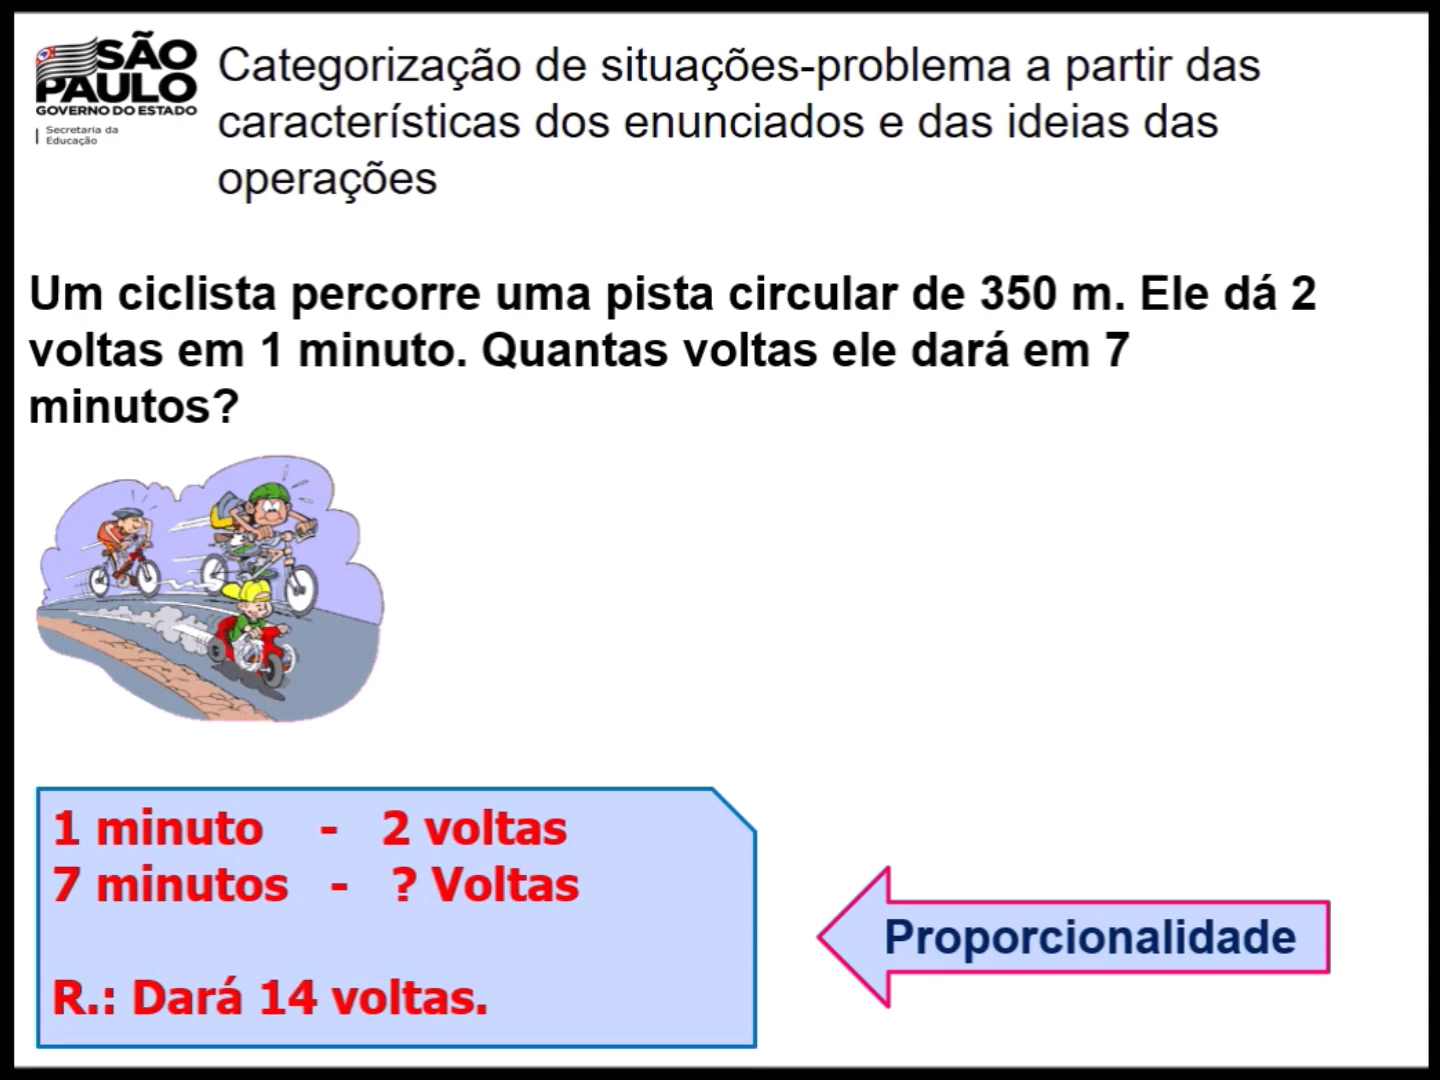 SÃO
PAULO
GOVERNO DO ESTADO
Secretaria da
Educação
Categorização de situações-problema a partir das
características dos enunciados e das ideias das
operações
Um ciclista percorre uma pista circular de 350 m. Ele dá 2
voltas em 1 minuto. Quantas voltas ele dará em 7
minutos?
1 minuto - 2 voltas
7 minutos - ? Voltas
R.: Dará 14 voltas.
Proporcionalidade